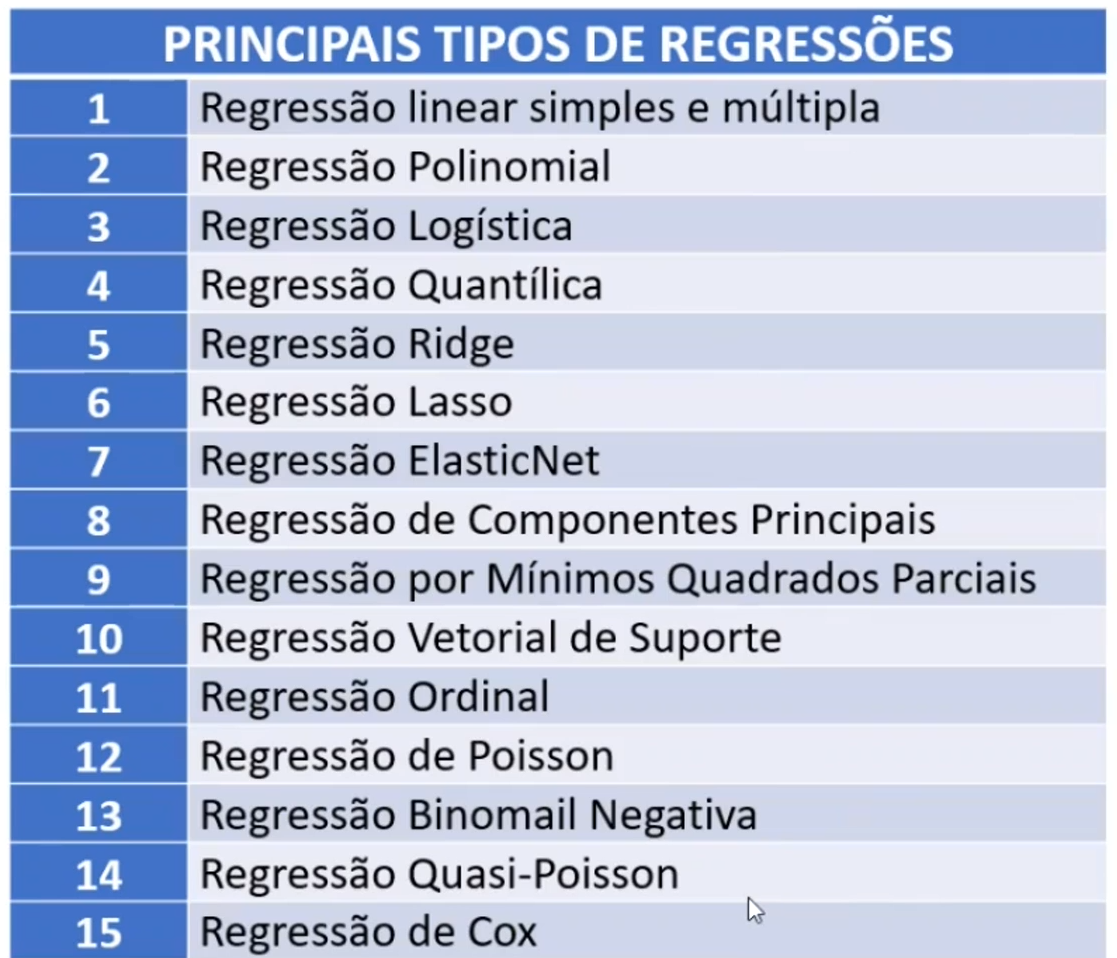 PRINCIPAIS TIPOS DE REGRESSÕES
1 Regressão linear simples e múltipla
2 Regressão Polinomial
3 Regressão Logística
4 Regressão Quantílica
5 Regressão Ridge
6 Regressão Lasso
7 Regressão ElasticNet
8 Regressão de Componentes Principais
9 Regressão por Mínimos Quadrados Parciais
10 Regressão Vetorial de Suporte
11 Regressão Ordinal
12 Regressão de Poisson
13 Regressão Binomail Negativa
14 Regressão Quasi-Poisson
15 Regressão de Cox